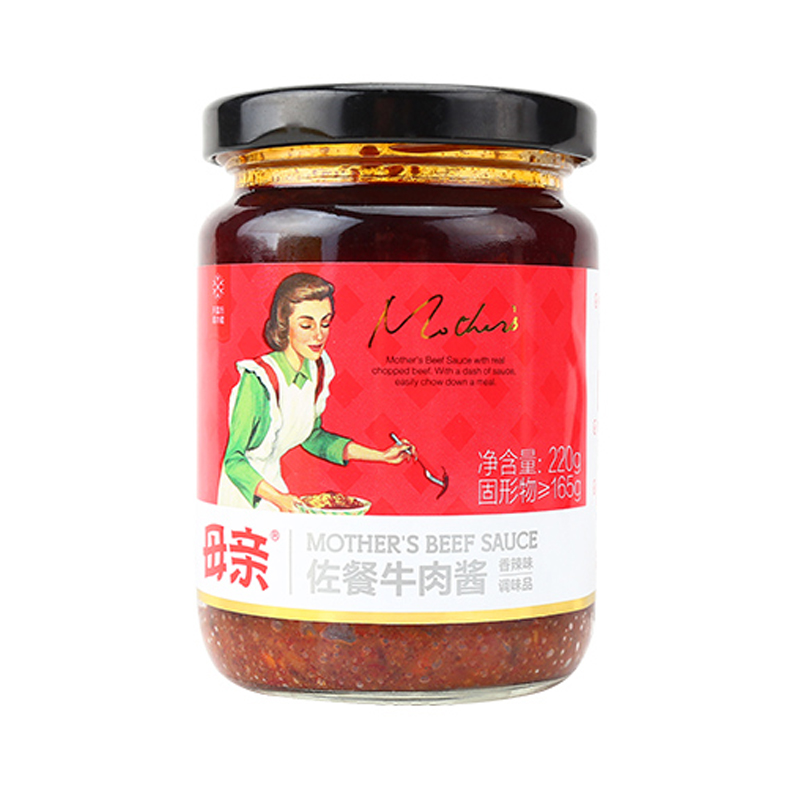 Mother's
Mother's Beef Sauce with real
chopped beef. With a dash of sauce,
easily chow down a meal.
净含量: 220g
固形物≥165g
母亲®
MOTHER'S BEEF SAUCE
佐餐牛肉酱
香辣味
调味品